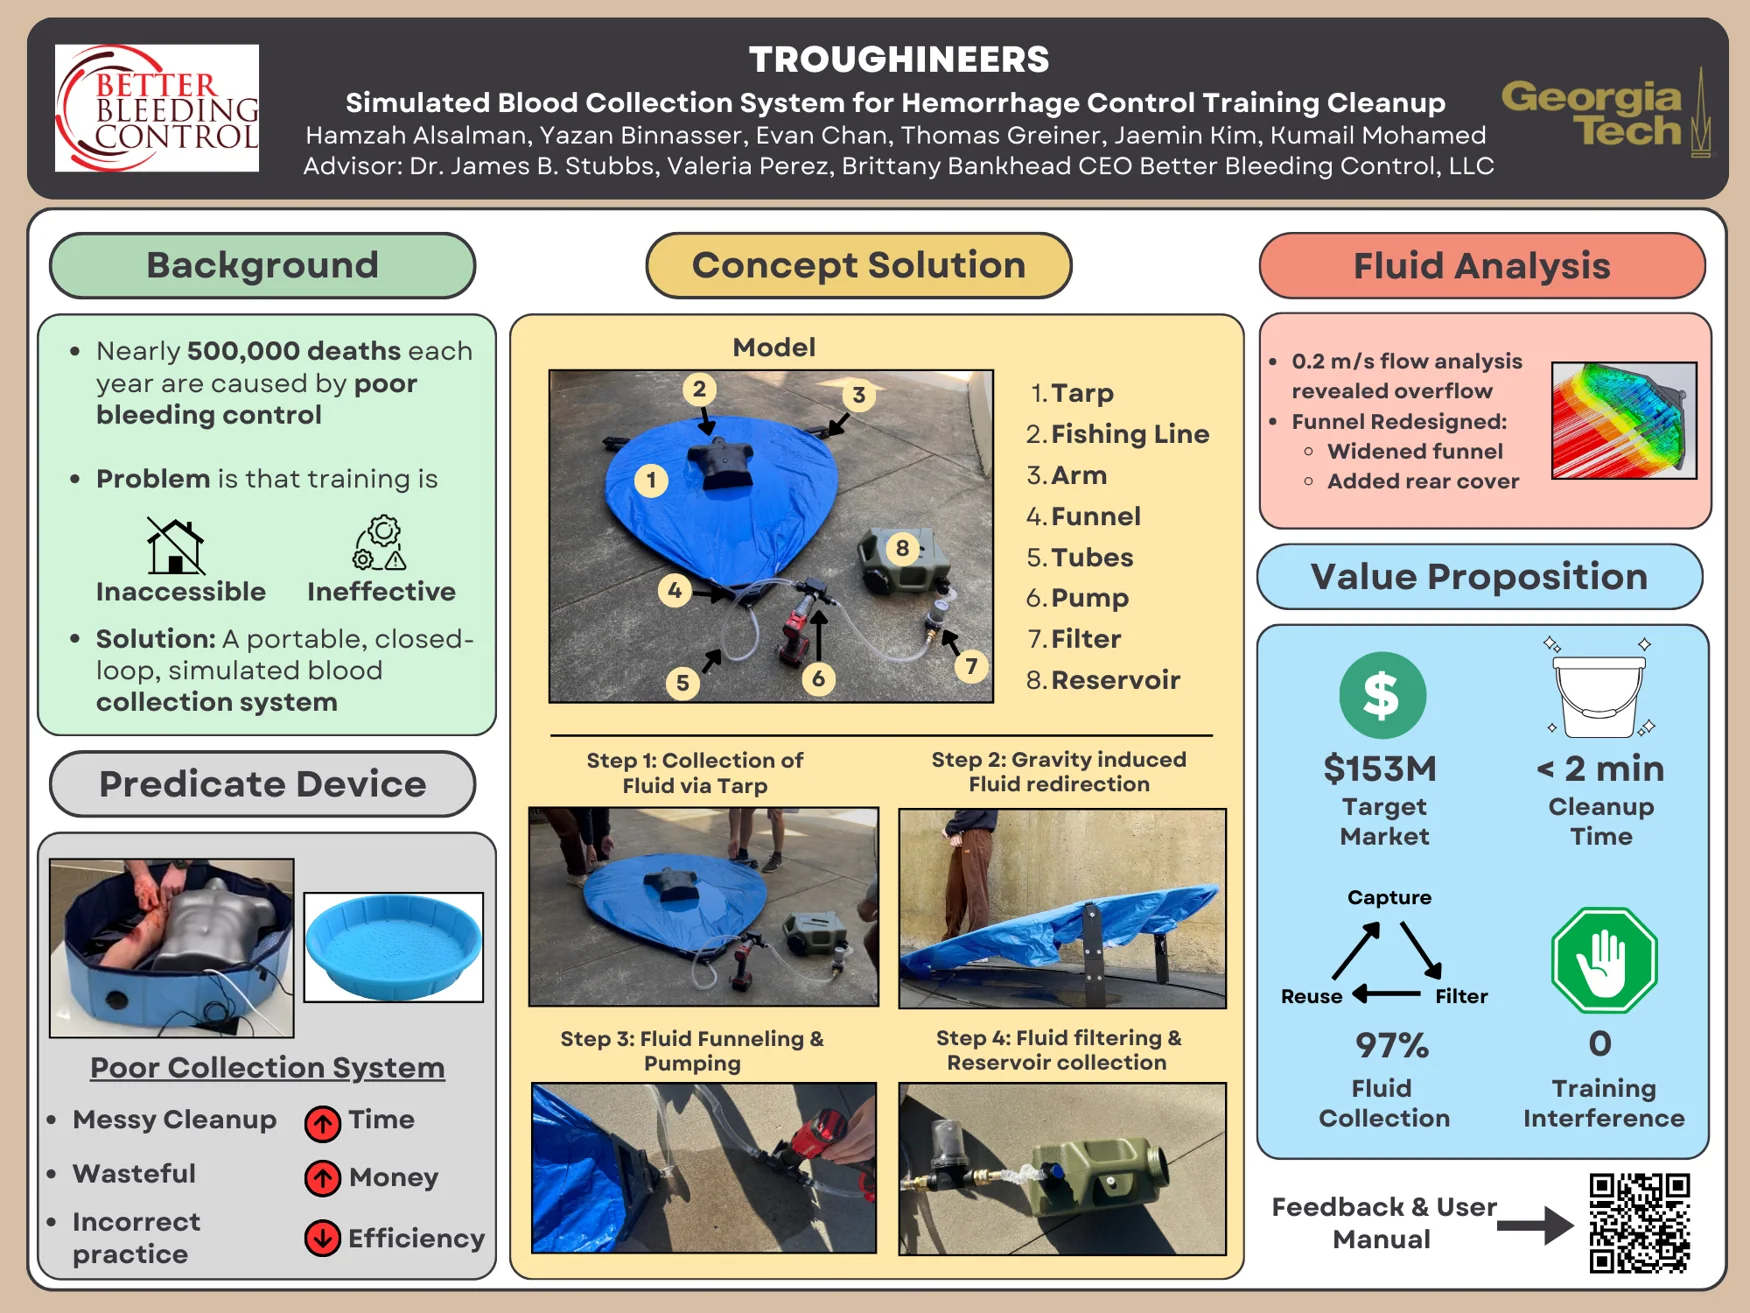 BETTER
BLEEDING
CONTROL
TROUGHINEERS
Simulated Blood Collection System for Hemorrhage Control Training Cleanup
Hamzah Alsalman, Yazan Binnasser, Evan Chan, Thomas Greiner, Jaemin Kim, Kumail Mohamed
Advisor: Dr. James B. Stubbs, Valeria Perez, Brittany Bankhead CEO Better Bleeding Control, LLC
Georgia
Tech
Background
• Nearly 500,000 deaths each
year are caused by poor
bleeding control
• Problem is that training is
Inaccessible
Ineffective
• Solution: A portable, closed-
loop, simulated blood
collection system
Predicate Device
Poor Collection System
• Messy Cleanup
Time
• Wasteful
Money
• Incorrect
practice
Efficiency
Concept Solution
Model
2
3
1
8
4
5
6
7
1. Tarp
2. Fishing Line
3. Arm
4. Funnel
5. Tubes
6. Pump
7. Filter
8. Reservoir
Step 1: Collection of
Fluid via Tarp
Step 2: Gravity induced
Fluid redirection
Step 3: Fluid Funneling &
Pumping
Step 4: Fluid filtering &
Reservoir collection
Fluid Analysis
• 0.2 m/s flow analysis
revealed overflow
• Funnel Redesigned:
◦ Widened funnel
◦ Added rear cover
Value Proposition
$
$153M
Target
Market
< 2 min
Cleanup
Time
Capture
Reuse
Filter
97%
Fluid
Collection
0
Training
Interference
Feedback & User
Manual